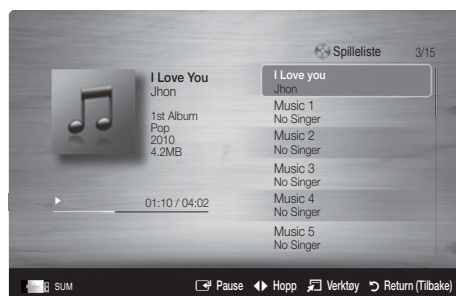 Spilleliste 3/15
I Love You
Jhon
1st Album
Pop
2010
4.2MB
01:10 / 04:02
I Love you
Jhon
Music 1
No Singer
Music 2
No Singer
Music 3
No Singer
Music 4
No Singer
Music 5
No Singer
SUM Pause Hopp Verktøy Return (Tilbake)